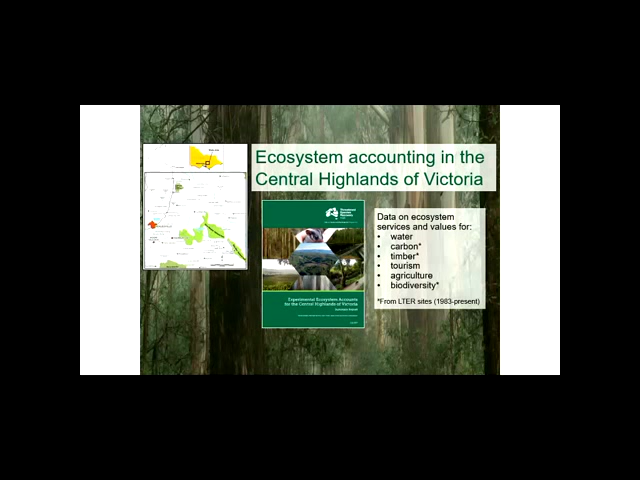 Ecosystem accounting in the
Central Highlands of Victoria
Data on ecosystem
services and values for:
• water
• carbon*
• timber*
• tourism
• agriculture
• biodiversity*
*From LTER sites (1983-present)
Experimental Ecosystem Accounts
for the Central Highlands of Victoria